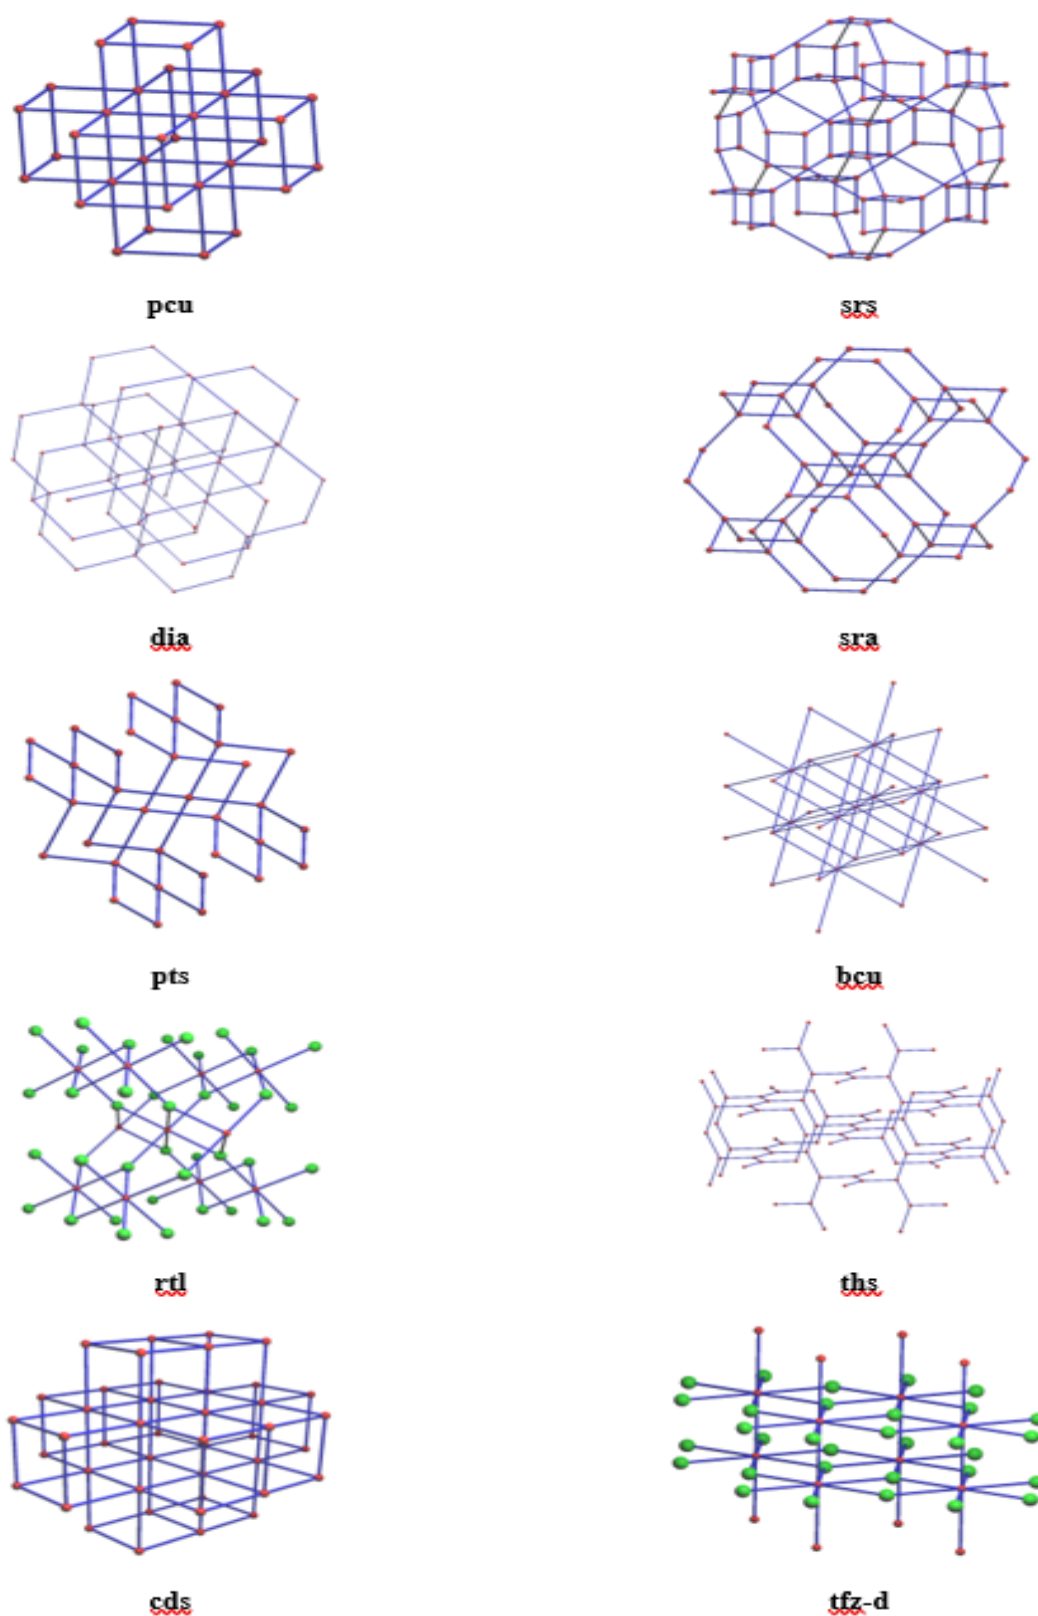 pcu
srs
dia
sra
pts
bcu
rtl
ths
cds
tfz-d